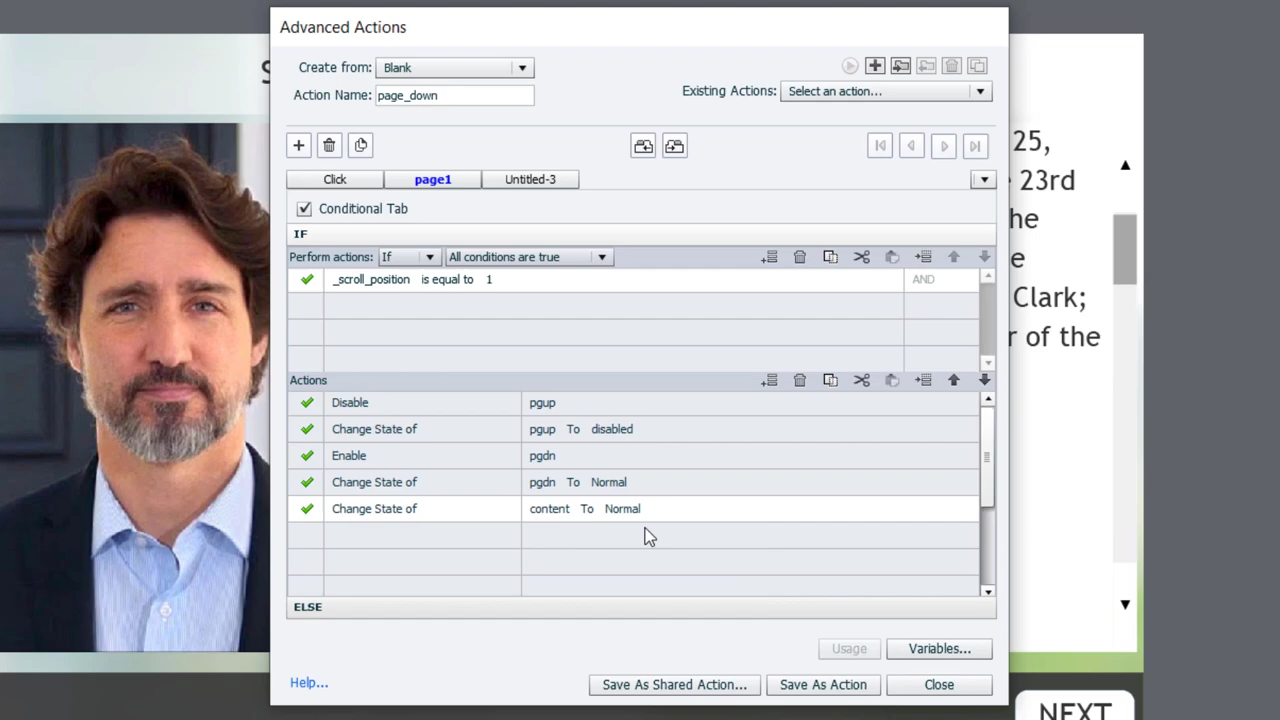 Advanced Actions
S
Create from: Blank
Action Name: page_down
Existing Actions: Select an action...
Click page1 Untitled-3
Conditional Tab
IF
Perform actions: If All conditions are true
_scroll_position is equal to 1 AND
Actions
Disable pgup
Change State of pgup To disabled
Enable pgdn
Change State of pgdn To Normal
Change State of content To Normal
ELSE
Usage Variables...
Help... Save As Shared Action... Save As Action Close
25,
23rd
he
e
Clark;
r of the
NEXT